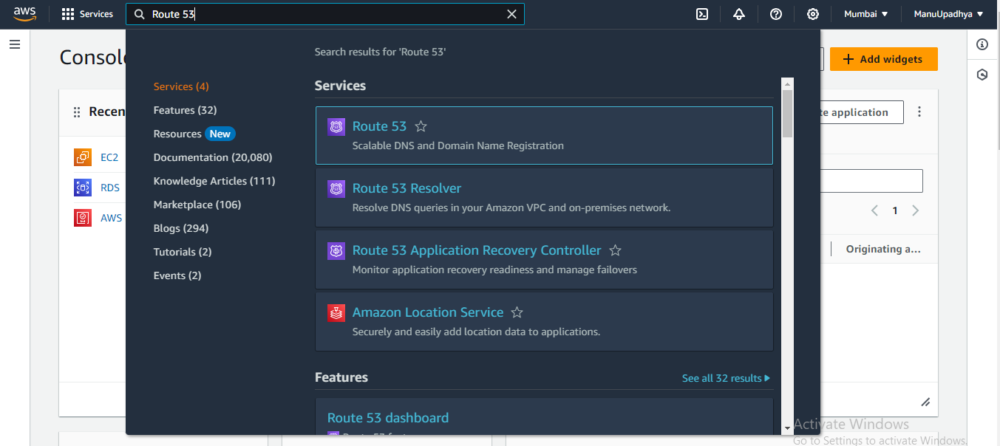 aws
Services
Route 53
Mumbai
ManuUpadhya
Console
Add widgets
Search results for 'Route 53'
Services (4)
Features (32)
Resources New
Documentation (20,080)
Knowledge Articles (111)
Marketplace (106)
Blogs (294)
Tutorials (2)
Events (2)
Services
Route 53
Scalable DNS and Domain Name Registration
Route 53 Resolver
Resolve DNS queries in your Amazon VPC and on-premises network.
Route 53 Application Recovery Controller
Monitor application recovery readiness and manage failovers
Amazon Location Service
Securely and easily add location data to applications.
Features
See all 32 results
Route 53 dashboard
Recen
EC2
RDS
AWS
te application
1
Originating a...
Activate Windows
Go to Settings to activate Windows.